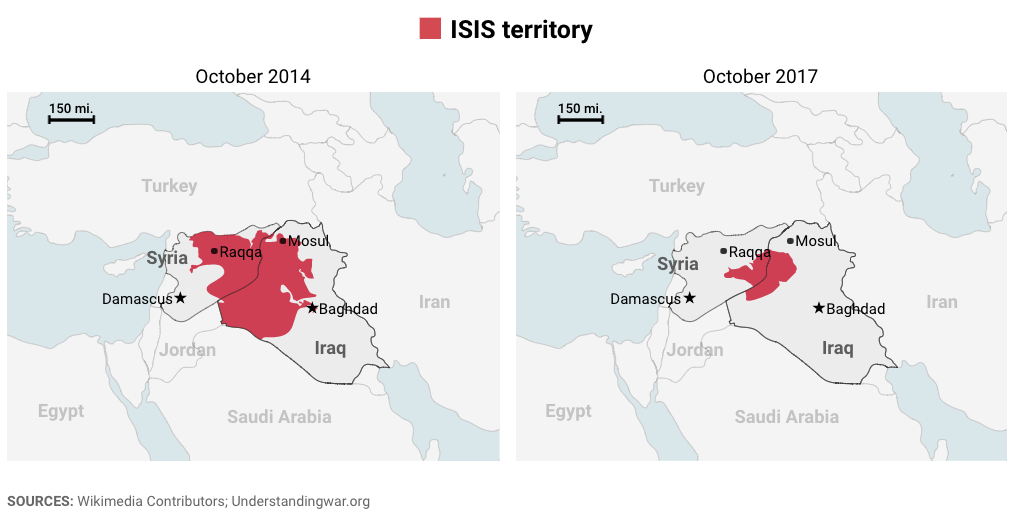 ISIS territory
October 2014
150 mi.
Turkey
Syria
Raqqa
Mosul
Damascus
Baghdad
Iran
Iraq
Jordan
Egypt
Saudi Arabia
October 2017
150 mi.
Turkey
Syria
Raqqa
Mosul
Damascus
Baghdad
Iran
Iraq
Jordan
Egypt
Saudi Arabia
SOURCES: Wikimedia Contributors; Understandingwar.org